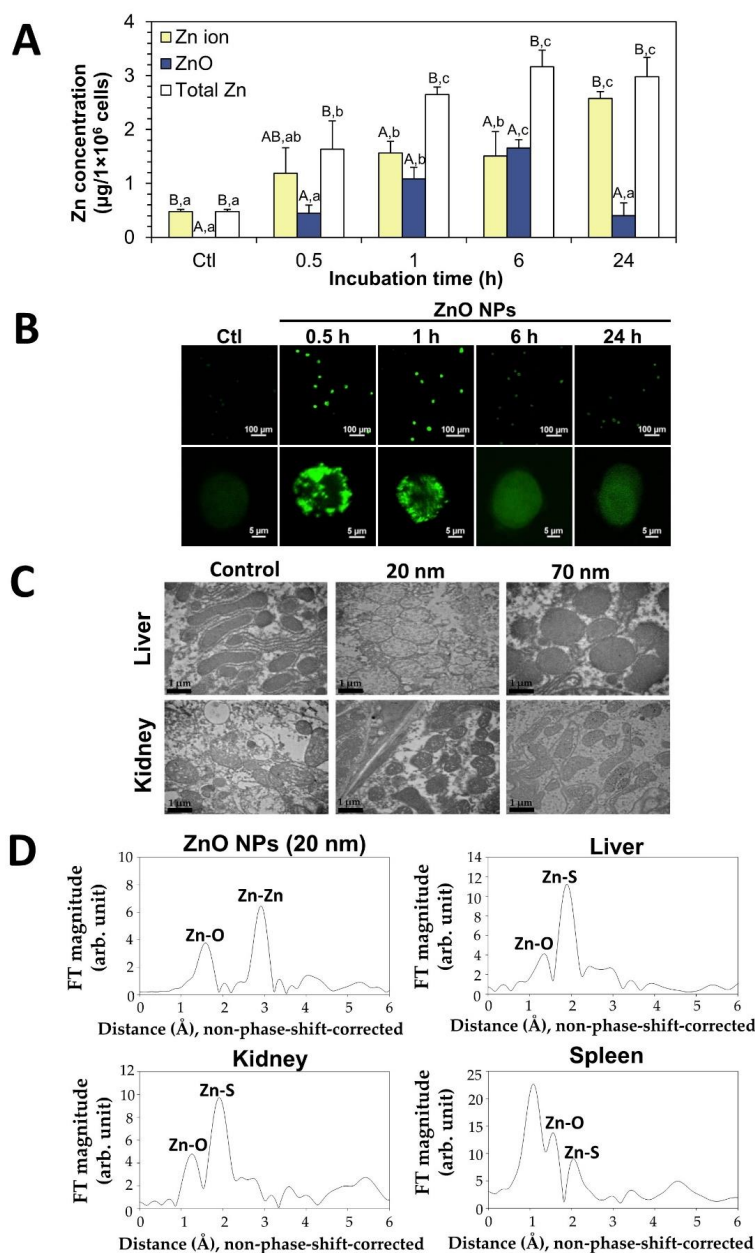 A
Zn concentration
(µg/1×10⁶ cells)
4
3
2
1
0
Zn ion
ZnO
Total Zn
B,a
A,a
B,a
AB,ab
A,a
B,b
A,b
A,b
B,c
A,b
A,c
B,c
B,c
A,a
B,c
Ctl 0.5 1 6 24
Incubation time (h)
B
ZnO NPs
Ctl 0.5 h 1 h 6 h 24 h
100 µm 100 µm 100 µm 100 µm 100 µm
5 µm 5 µm 5 µm 5 µm 5 µm
C
Control 20 nm 70 nm
Liver
1 µm 1 µm 1 µm
Kidney
1 µm 1 µm 1 µm
D
ZnO NPs (20 nm)
FT magnitude
(arb. unit)
10
8
6
4
2
0
Zn-O
Zn-Zn
0 1 2 3 4 5 6
Distance (Å), non-phase-shift-corrected
Liver
FT magnitude
(arb. unit)
14
12
10
8
6
4
2
0
Zn-O
Zn-S
0 1 2 3 4 5 6
Distance (Å), non-phase-shift-corrected
Kidney
FT magnitude
(arb. unit)
12
10
8
6
4
2
0
Zn-O
Zn-S
0 1 2 3 4 5 6
Distance (Å), non-phase-shift-corrected
Spleen
FT magnitude
(arb. unit)
25
20
15
10
5
0
Zn-O
Zn-S
0 1 2 3 4 5 6
Distance (Å), non-phase-shift-corrected